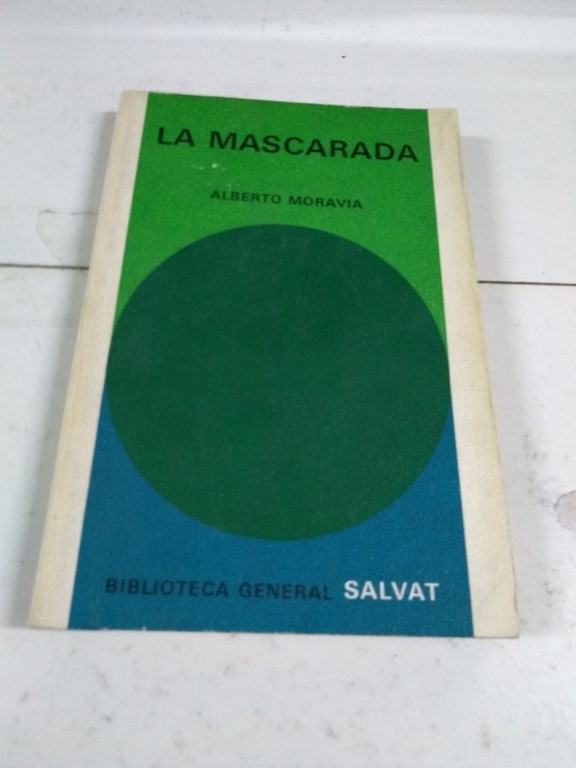 LA MASCARADA
ALBERTO MORAVIA
BIBLIOTECA GENERAL SALVAT